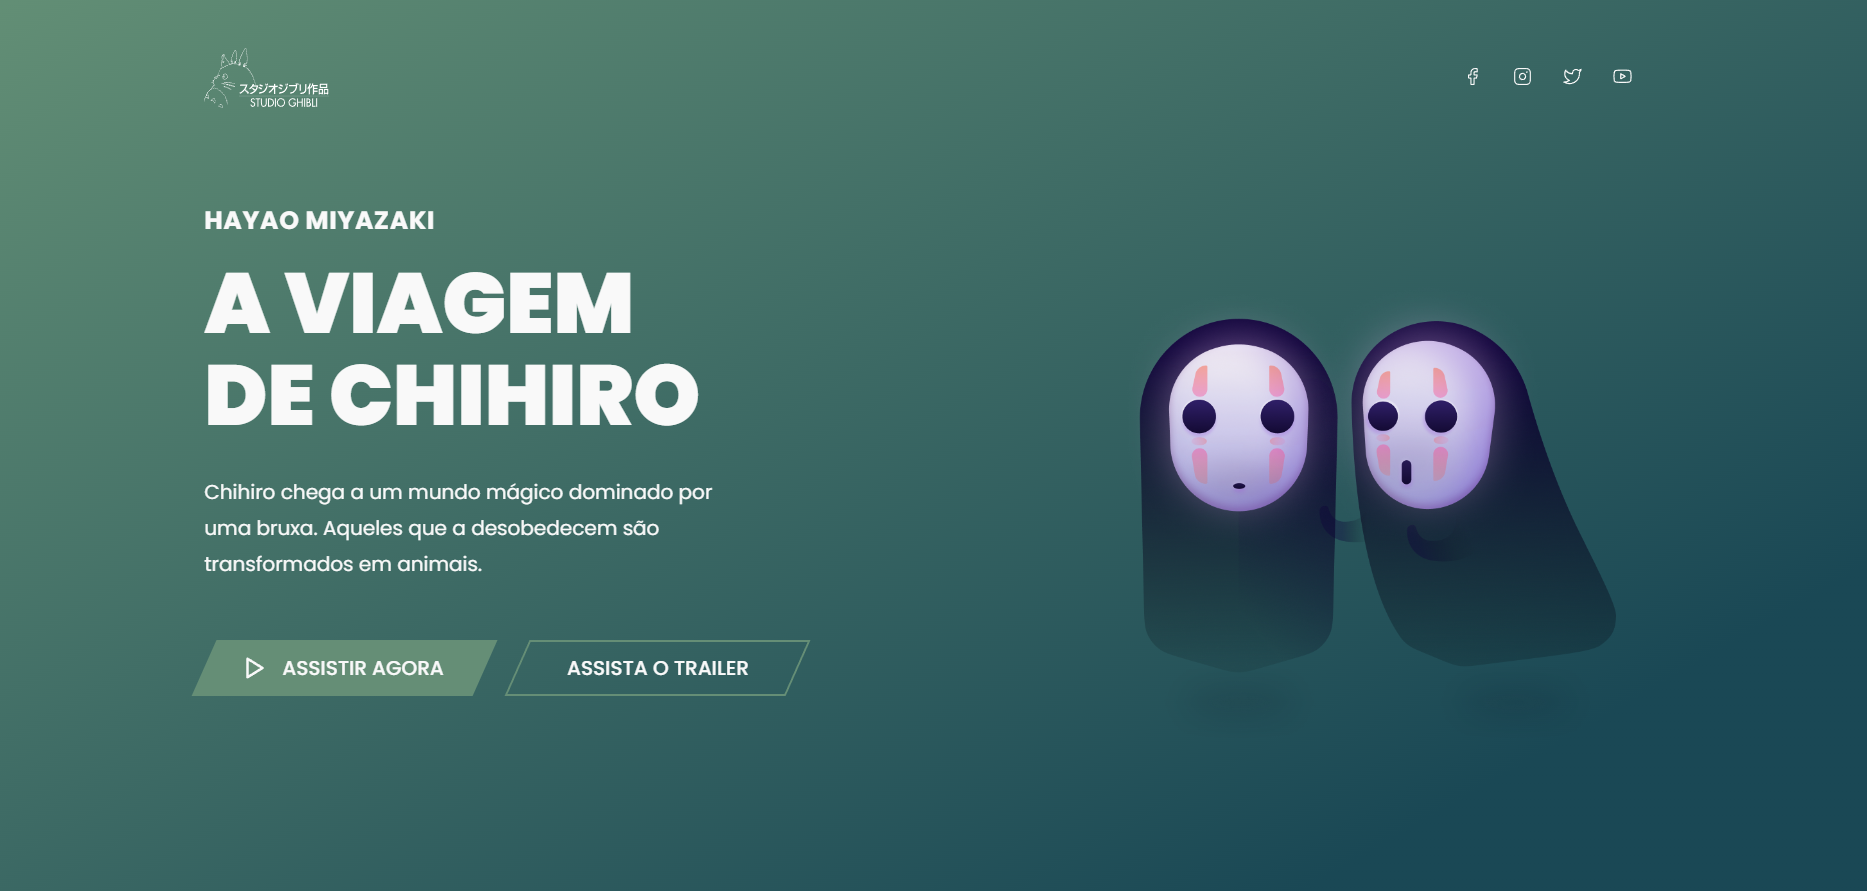 スタジオジブリ作品
STUDIO GHIBLI
HAYAO MIYAZAKI
A VIAGEM
DE CHIHIRO
Chihiro chega a um mundo mágico dominado por
uma bruxa. Aqueles que a desobedecem são
transformados em animais.
ASSISTIR AGORA
ASSISTA O TRAILER